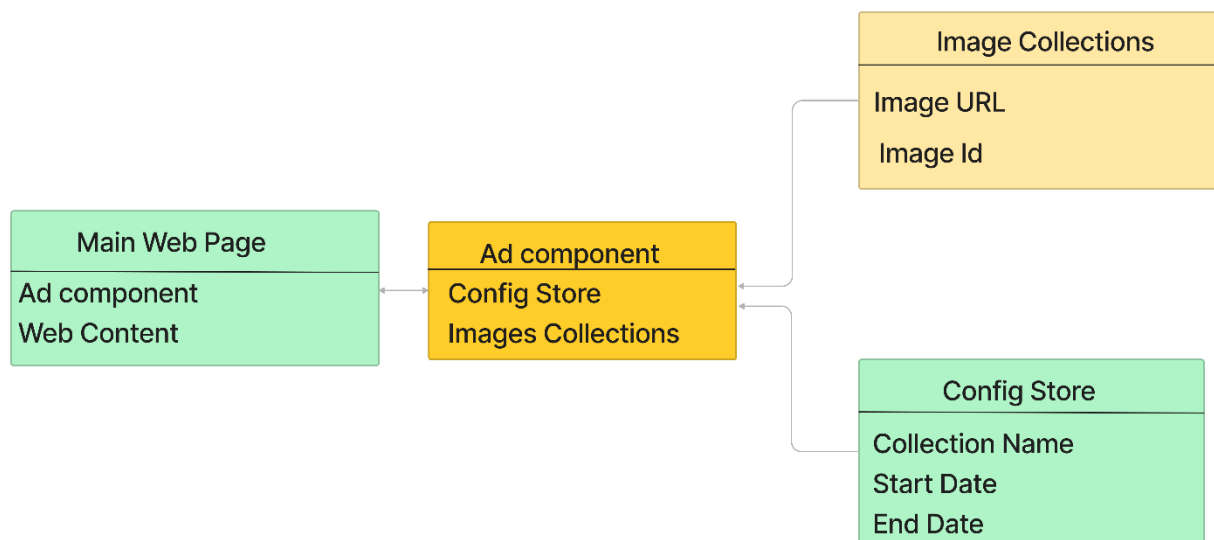 Image Collections
Image URL
Image Id
Main Web Page
Ad component
Web Content
Ad component
Config Store
Images Collections
Config Store
Collection Name
Start Date
End Date